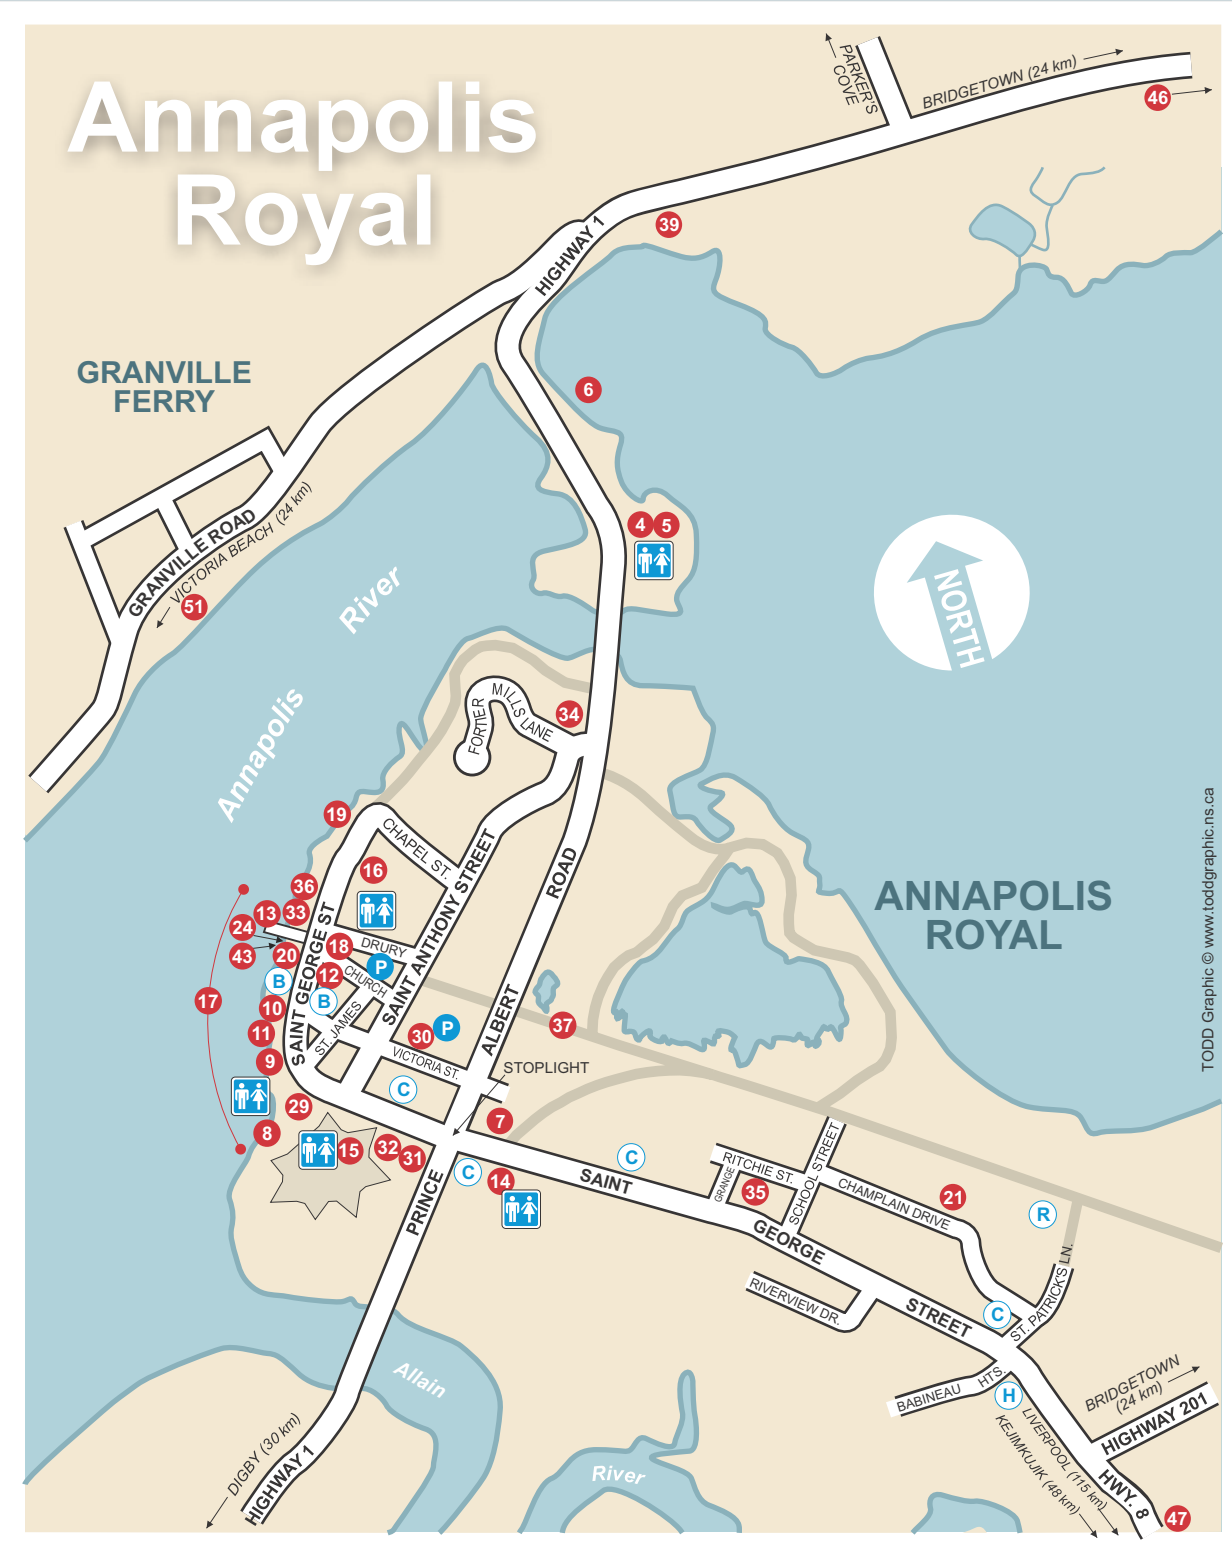 Annapolis
Royal
PARKER'S
COVE
BRIDGETOWN (24 km)
46
39
HIGHWAY 1
GRANVILLE
FERRY
6
4
5
GRANVILLE ROAD
VICTORIA BEACH (24 km)
51
River
Annapolis
NORTH
FORTIER
MILLS LANE
34
19
CHAPEL ST.
16
36
33
13
24
43
20
18
DRURY
P
12
CHURCH
B
B
17
10
11
9
SAINT GEORGE ST
ST. JAMES
SAINT ANTHONY STREET
30
P
VICTORIA ST.
ALBERT
ROAD
37
STOPLIGHT
ANNAPOLIS
ROYAL
TODD Graphic © www.toddgraphic.ns.ca
C
29
8
15
32
31
7
C
14
C
PRINCE
SAINT
GEORGE
STREET
RITCHIE ST.
GRANGE
35
SCHOOL STREET
CHAMPLAIN DRIVE
21
R
RIVERVIEW DR.
C
ST. PATRICK'S LN.
BABINEAU
HTS.
H
BRIDGETOWN
(24 km)
HIGHWAY 201
LIVERPOOL (115 km)
KEJIMKUJIK (48 km)
HWY. 8
47
Allain
River
DIGBY (30 km)
HIGHWAY 1